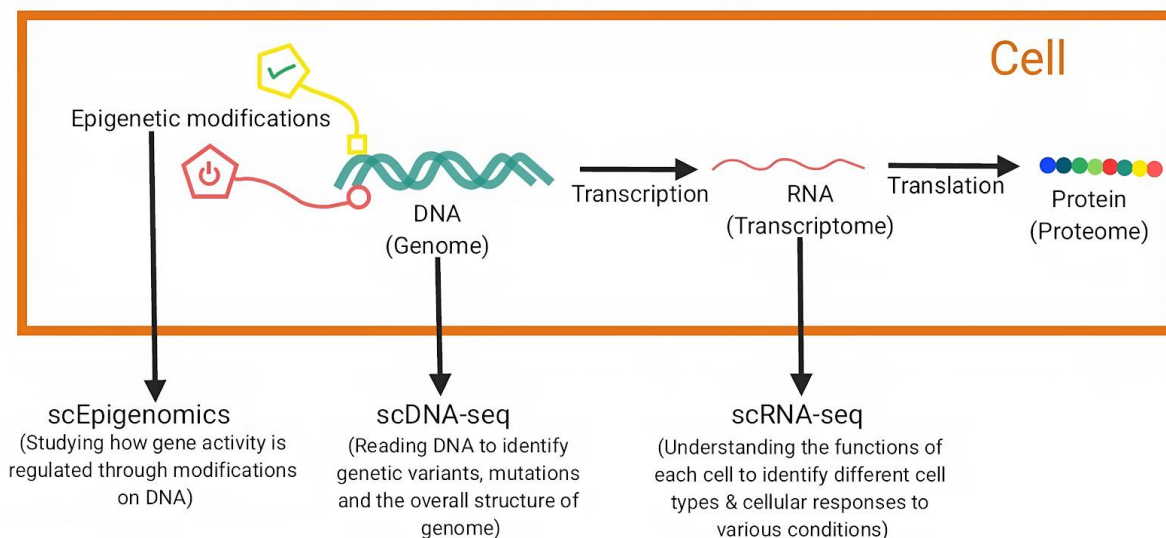 Cell
Epigenetic modifications
DNA
(Genome)
Transcription
RNA
(Transcriptome)
Translation
Protein
(Proteome)
scEpigenomics
(Studying how gene activity is
regulated through modifications
on DNA)
scDNA-seq
(Reading DNA to identify
genetic variants, mutations
and the overall structure of
genome)
scRNA-seq
(Understanding the functions of
each cell to identify different cell
types & cellular responses to
various conditions)